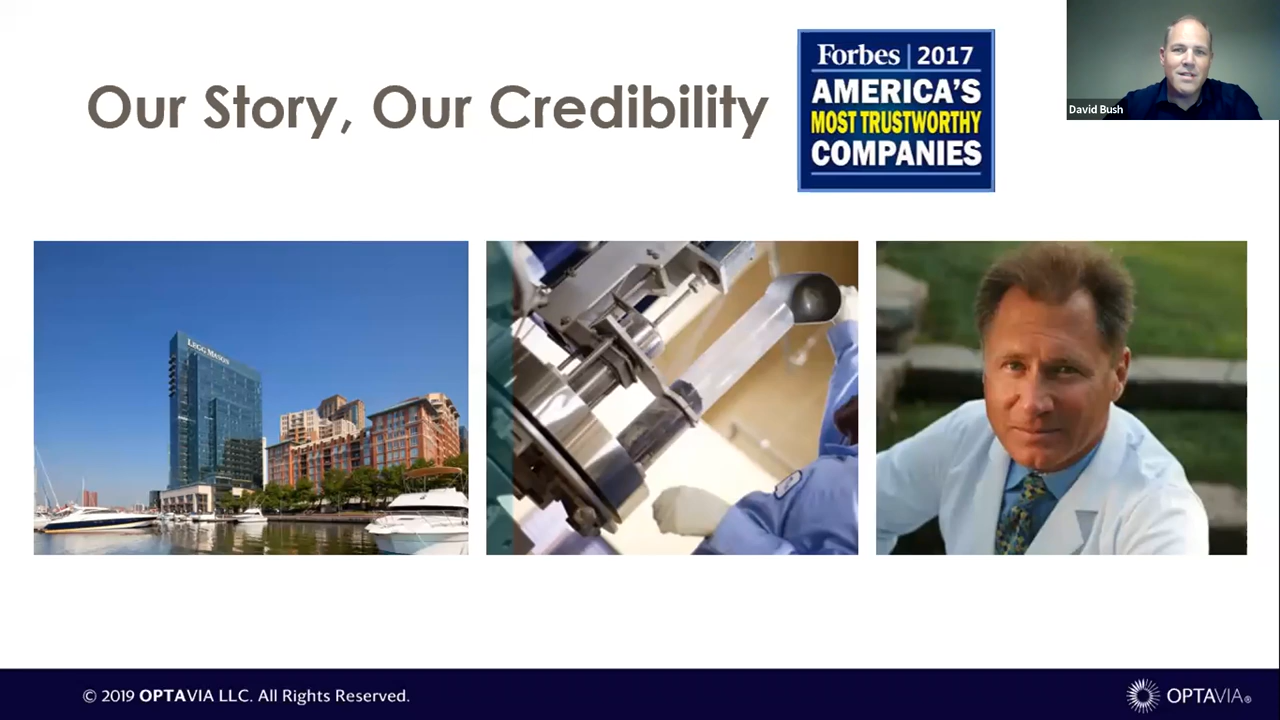 Our Story, Our Credibility
Forbes | 2017
AMERICA'S
MOST TRUSTWORTHY
COMPANIES
David Bush
LEGG MASON
© 2019 OPTAVIA LLC. All Rights Reserved.
OPTAVIA®